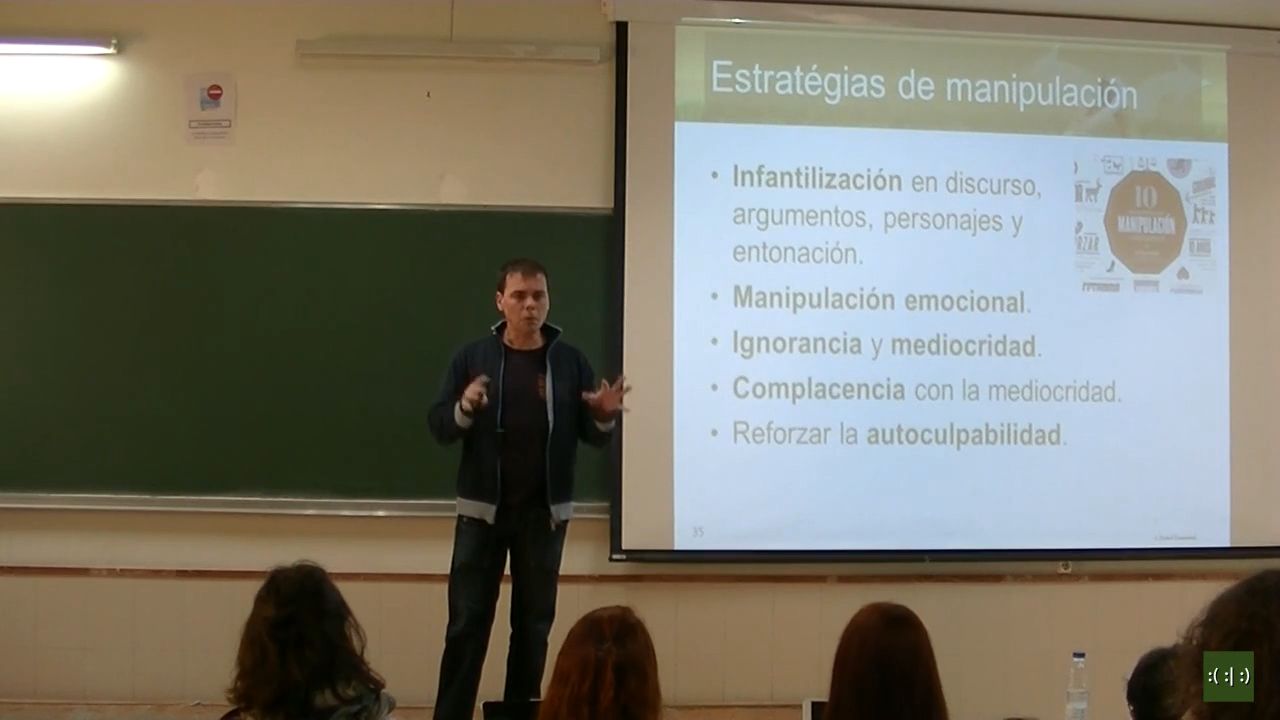 Estratégias de manipulación
• Infantilización en discurso,
argumentos, personajes y
entonación.
• Manipulación emocional.
• Ignorancia y mediocridad.
• Complacencia con la mediocridad.
• Reforzar la autoculpabilidad.
10
MANIPULACIÓN
35
:( :| :)